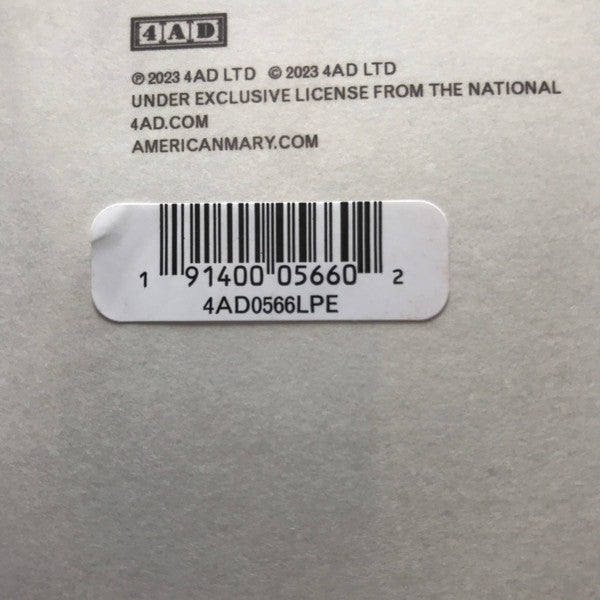 4AD
℗ 2023 4AD LTD © 2023 4AD LTD
UNDER EXCLUSIVE LICENSE FROM THE NATIONAL
4AD.COM
AMERICANMARY.COM
1 91400 05660 2
4AD0566LPE